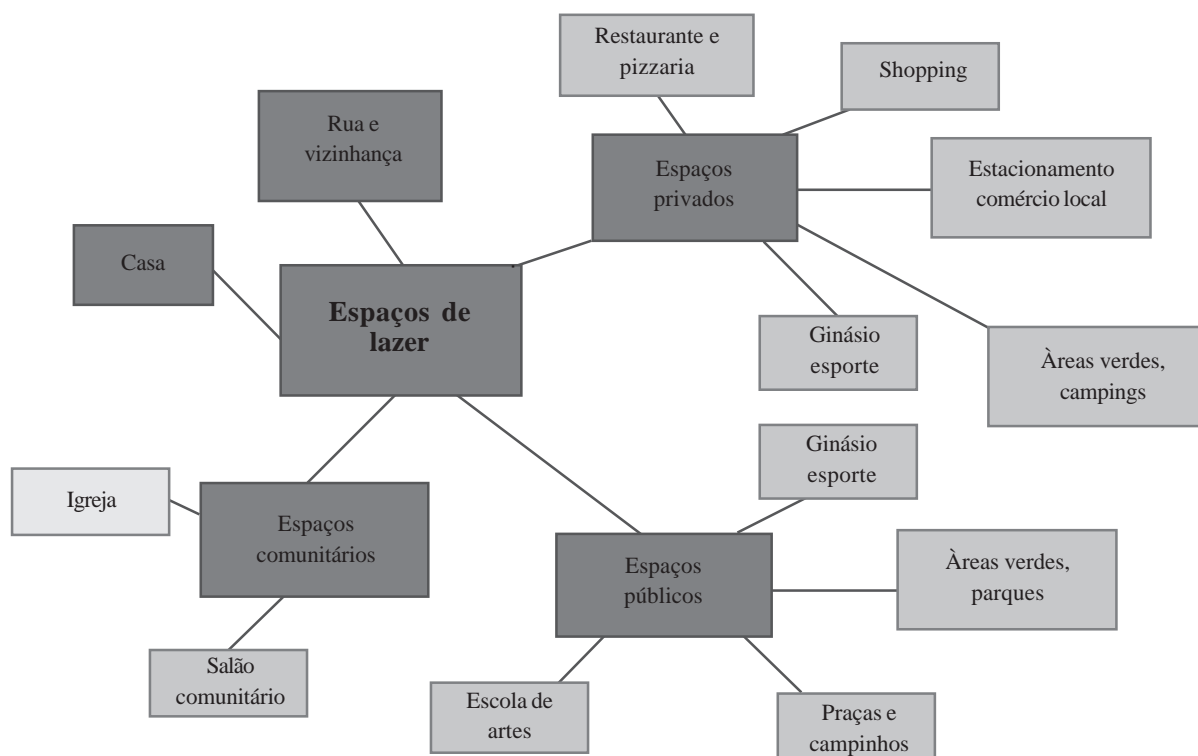 Restaurante e
pizzaria
Shopping
Rua e
vizinhança
Espaços
privados
Estacionamento
comércio local
Casa
Espaços de
lazer
Ginásio
esporte
Àreas verdes,
campings
Ginásio
esporte
Igreja
Espaços
comunitários
Espaços
públicos
Àreas verdes,
parques
Salão
comunitário
Escola de
artes
Praças e
campinhos